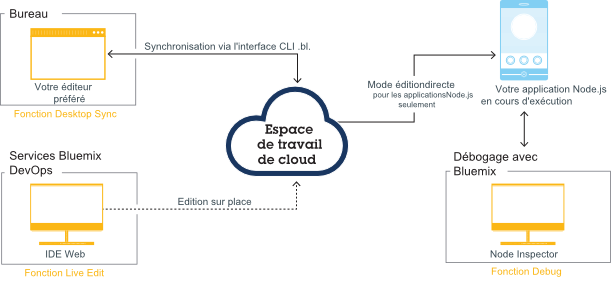 Bureau
Votre éditeur
préféré
Fonction Desktop Sync
Synchronisation via l'interface CLI .bl.
Espace
de travail
de cloud
Mode éditiondirecte
pour les applicationsNode.js
seulement
Votre application Node.js
en cours d'exécution
Services Bluemix
DevOps
IDE Web
Fonction Live Edit
Edition sur place
Débogage avec
Bluemix
Node Inspector
Fonction Debug